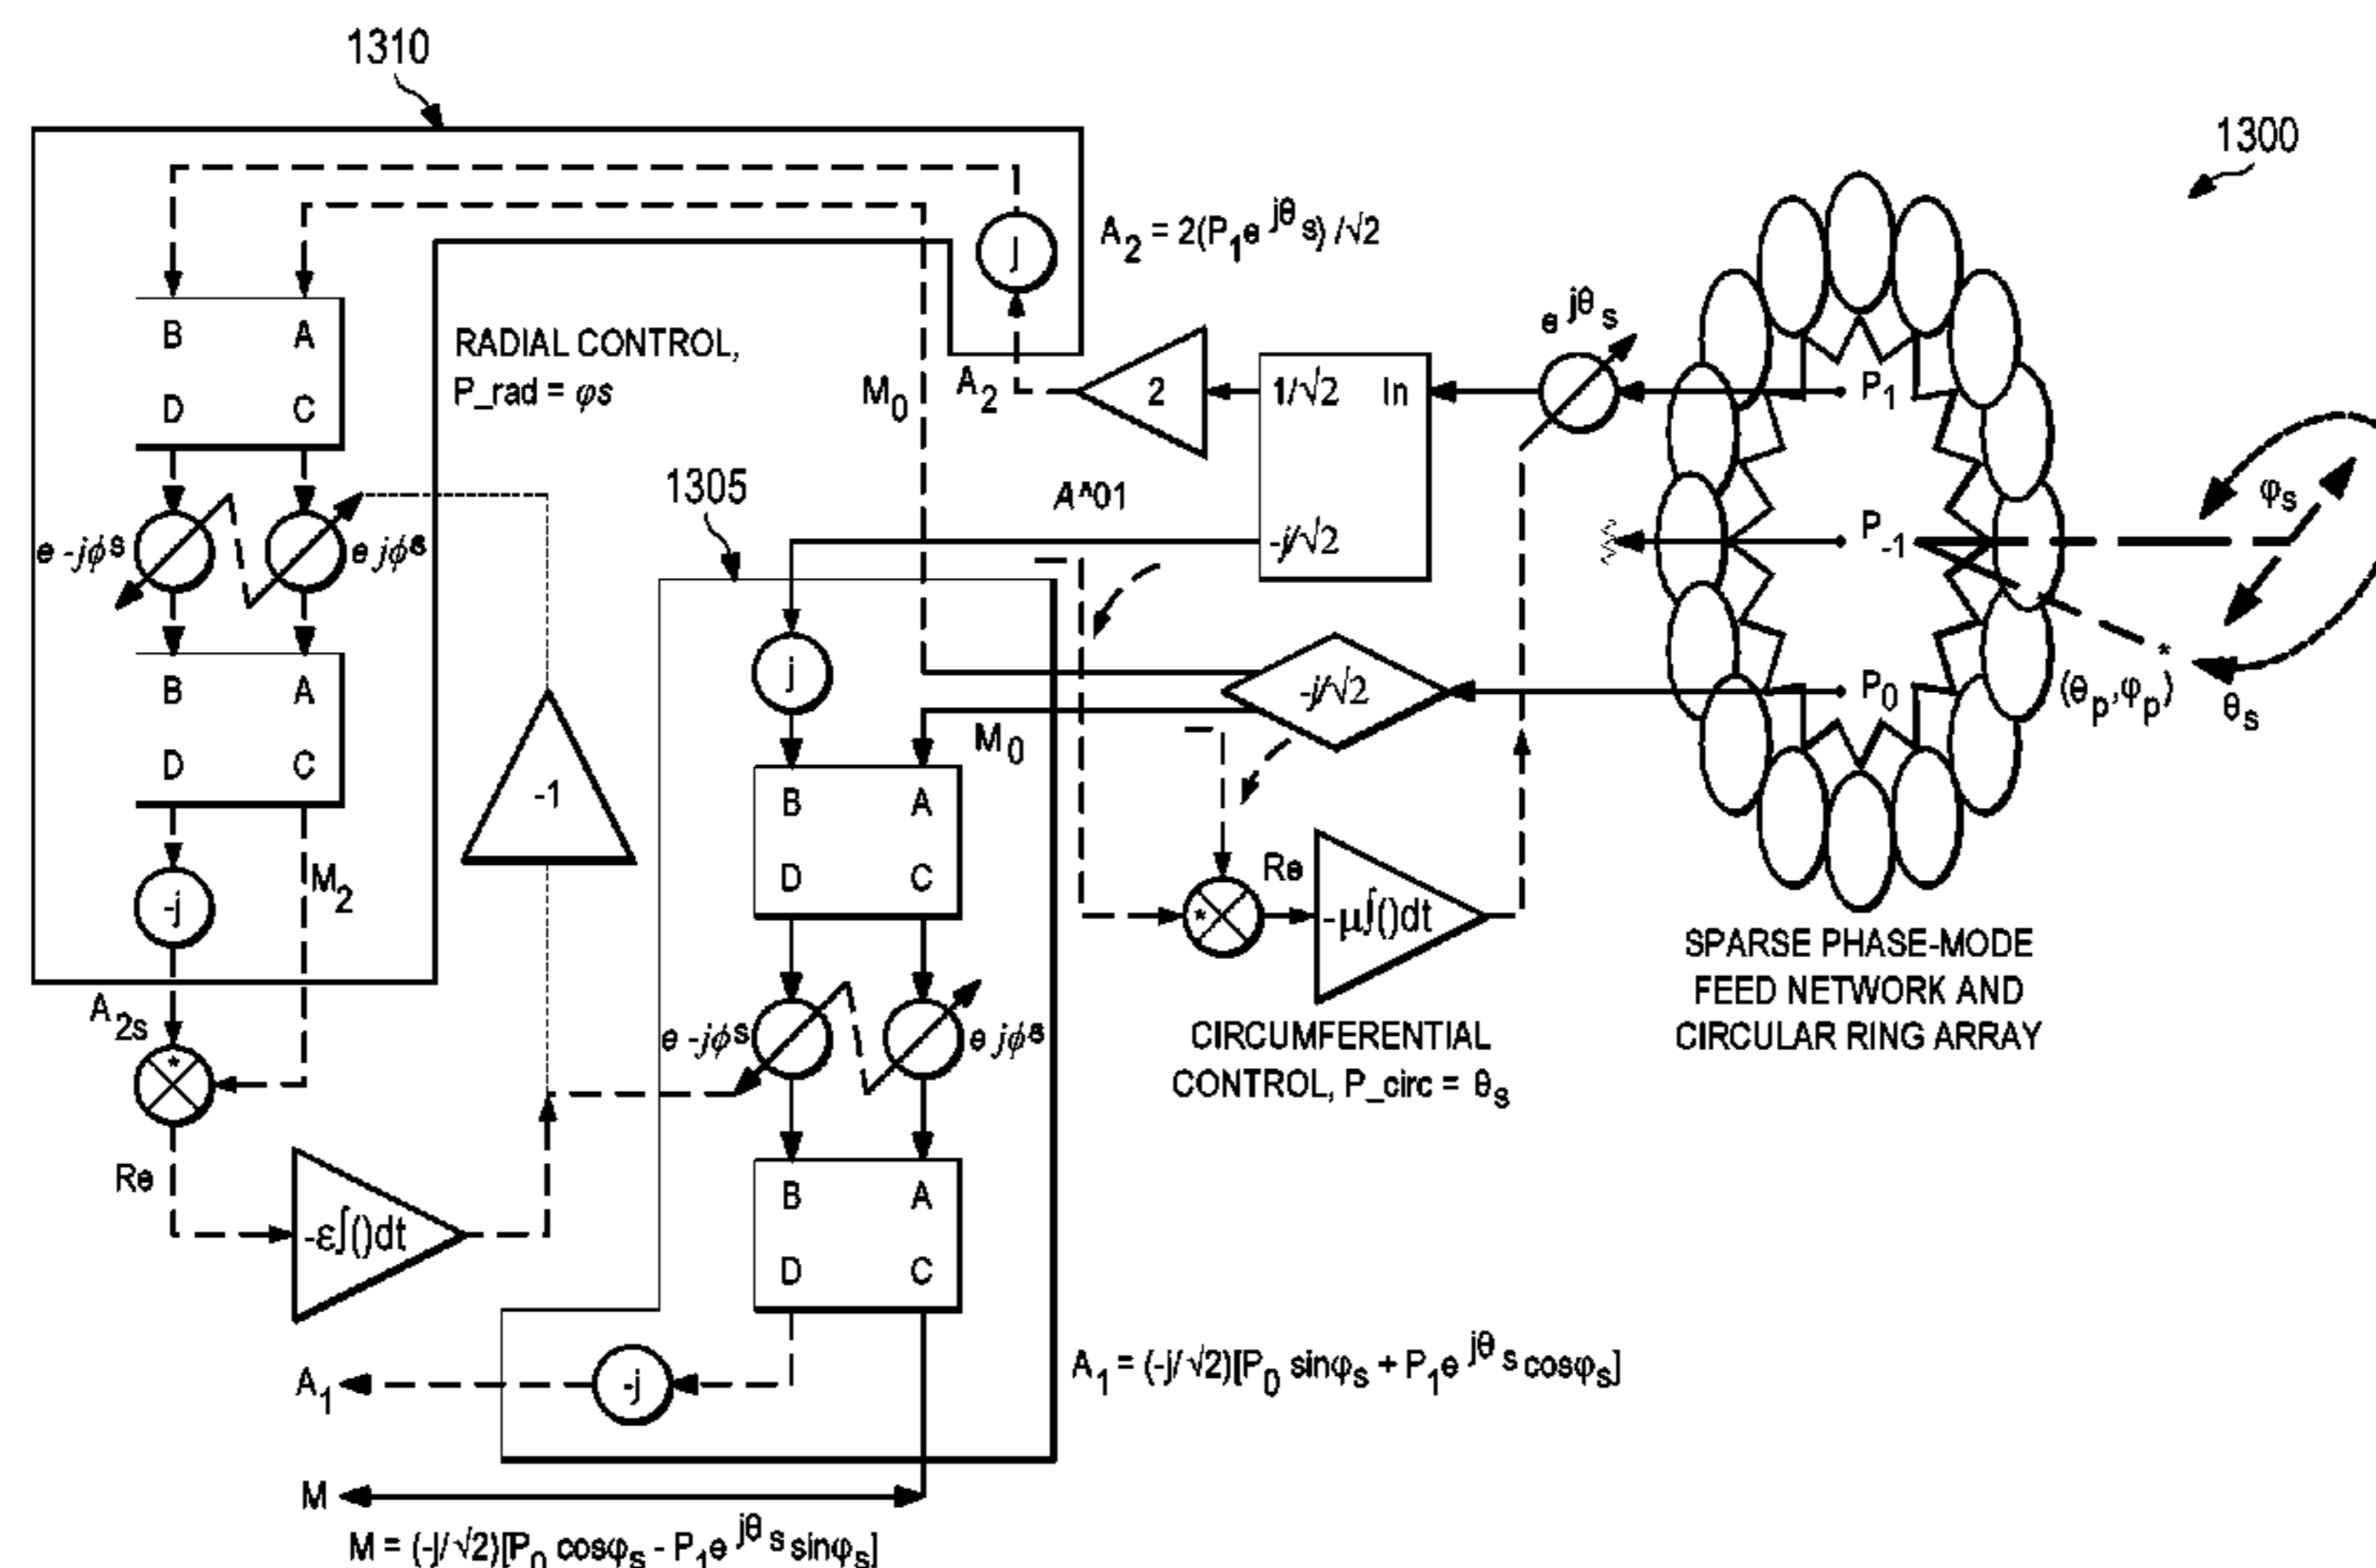 1310
1300
A₂ = 2(P₁e^jθs)/√2
j
B A
D C
RADIAL CONTROL,
P_rad = φs
M₀
A₂
2
1/√2 In
-j/√2
e^jθs
P₁
P₋₁
P₀
φs
(θp,φp)
*
θs
1305
A^01
e -jϕs
e jϕs
j
-j/√2
B A
D C
M₀
-1
B A
D C
M₂
-j
* Re
-μ∫()dt
SPARSE PHASE-MODE
FEED NETWORK AND
CIRCULAR RING ARRAY
CIRCUMFERENTIAL
CONTROL, P_circ = θs
A₂s
*
e -jϕs
e jϕs
Re
-ε∫()dt
B A
D C
A₁
-j
A₁ = (-j/√2)[P₀ sinφs + P₁e^jθs cosφs]
M
M = (-j/√2)[P₀ cosφs - P₁e^jθs sinφs]